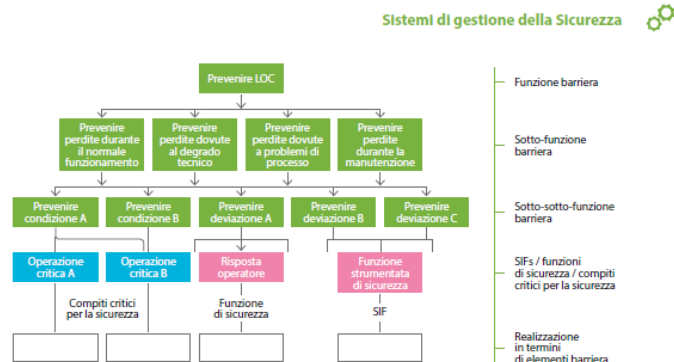 Sistemi di gestione della Sicurezza
Prevenire LOC
Funzione barriera
Prevenire
perdite durante
il normale
funzionamento
Prevenire
perdite dovute
al degrado
tecnico
Prevenire
perdite dovute
a problemi di
processo
Prevenire
perdite
durante la
manutenzione
Sotto-funzione
barriera
Prevenire
condizione A
Prevenire
condizione B
Prevenire
deviazione A
Prevenire
deviazione B
Prevenire
deviazione C
Sotto-sotto-funzione
barriera
Operazione
critica A
Operazione
critica B
Risposta
operatore
Funzione
strumentata
di sicurezza
SIFs / funzioni
di sicurezza / compiti
critici per la sicurezza
Compiti critici
per la sicurezza
Funzione
di sicurezza
SIF
Realizzazione
in termini
di elementi barriera